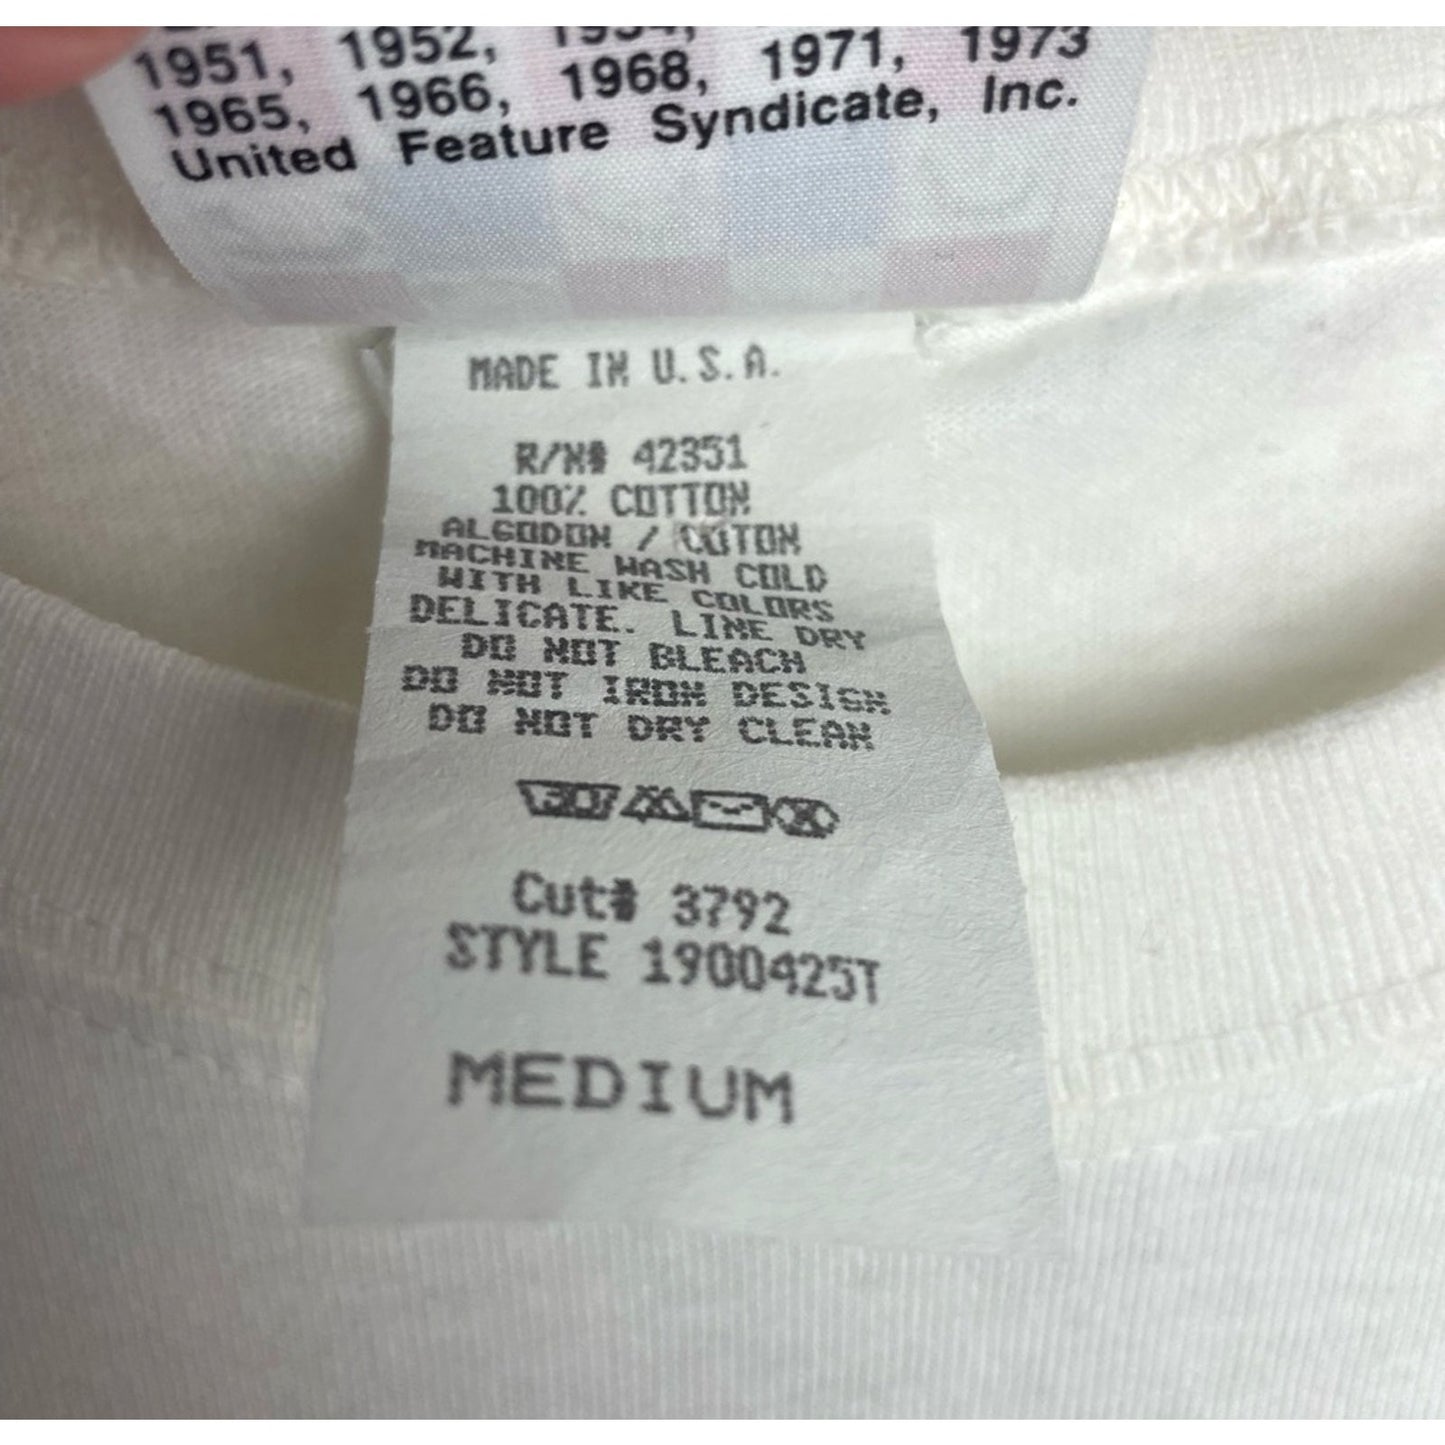 1951, 1952, 1954,
1965, 1966, 1968, 1971, 1973
United Feature Syndicate, Inc.
MADE IN U.S.A.
R/N# 42351
100% COTTON
ALGODON / COTON
MACHINE WASH COLD
WITH LIKE COLORS
DELICATE. LINE DRY
DO NOT BLEACH
DO NOT IRON DESIGN
DO NOT DRY CLEAN
Cut# 3792
STYLE 1900425T
MEDIUM